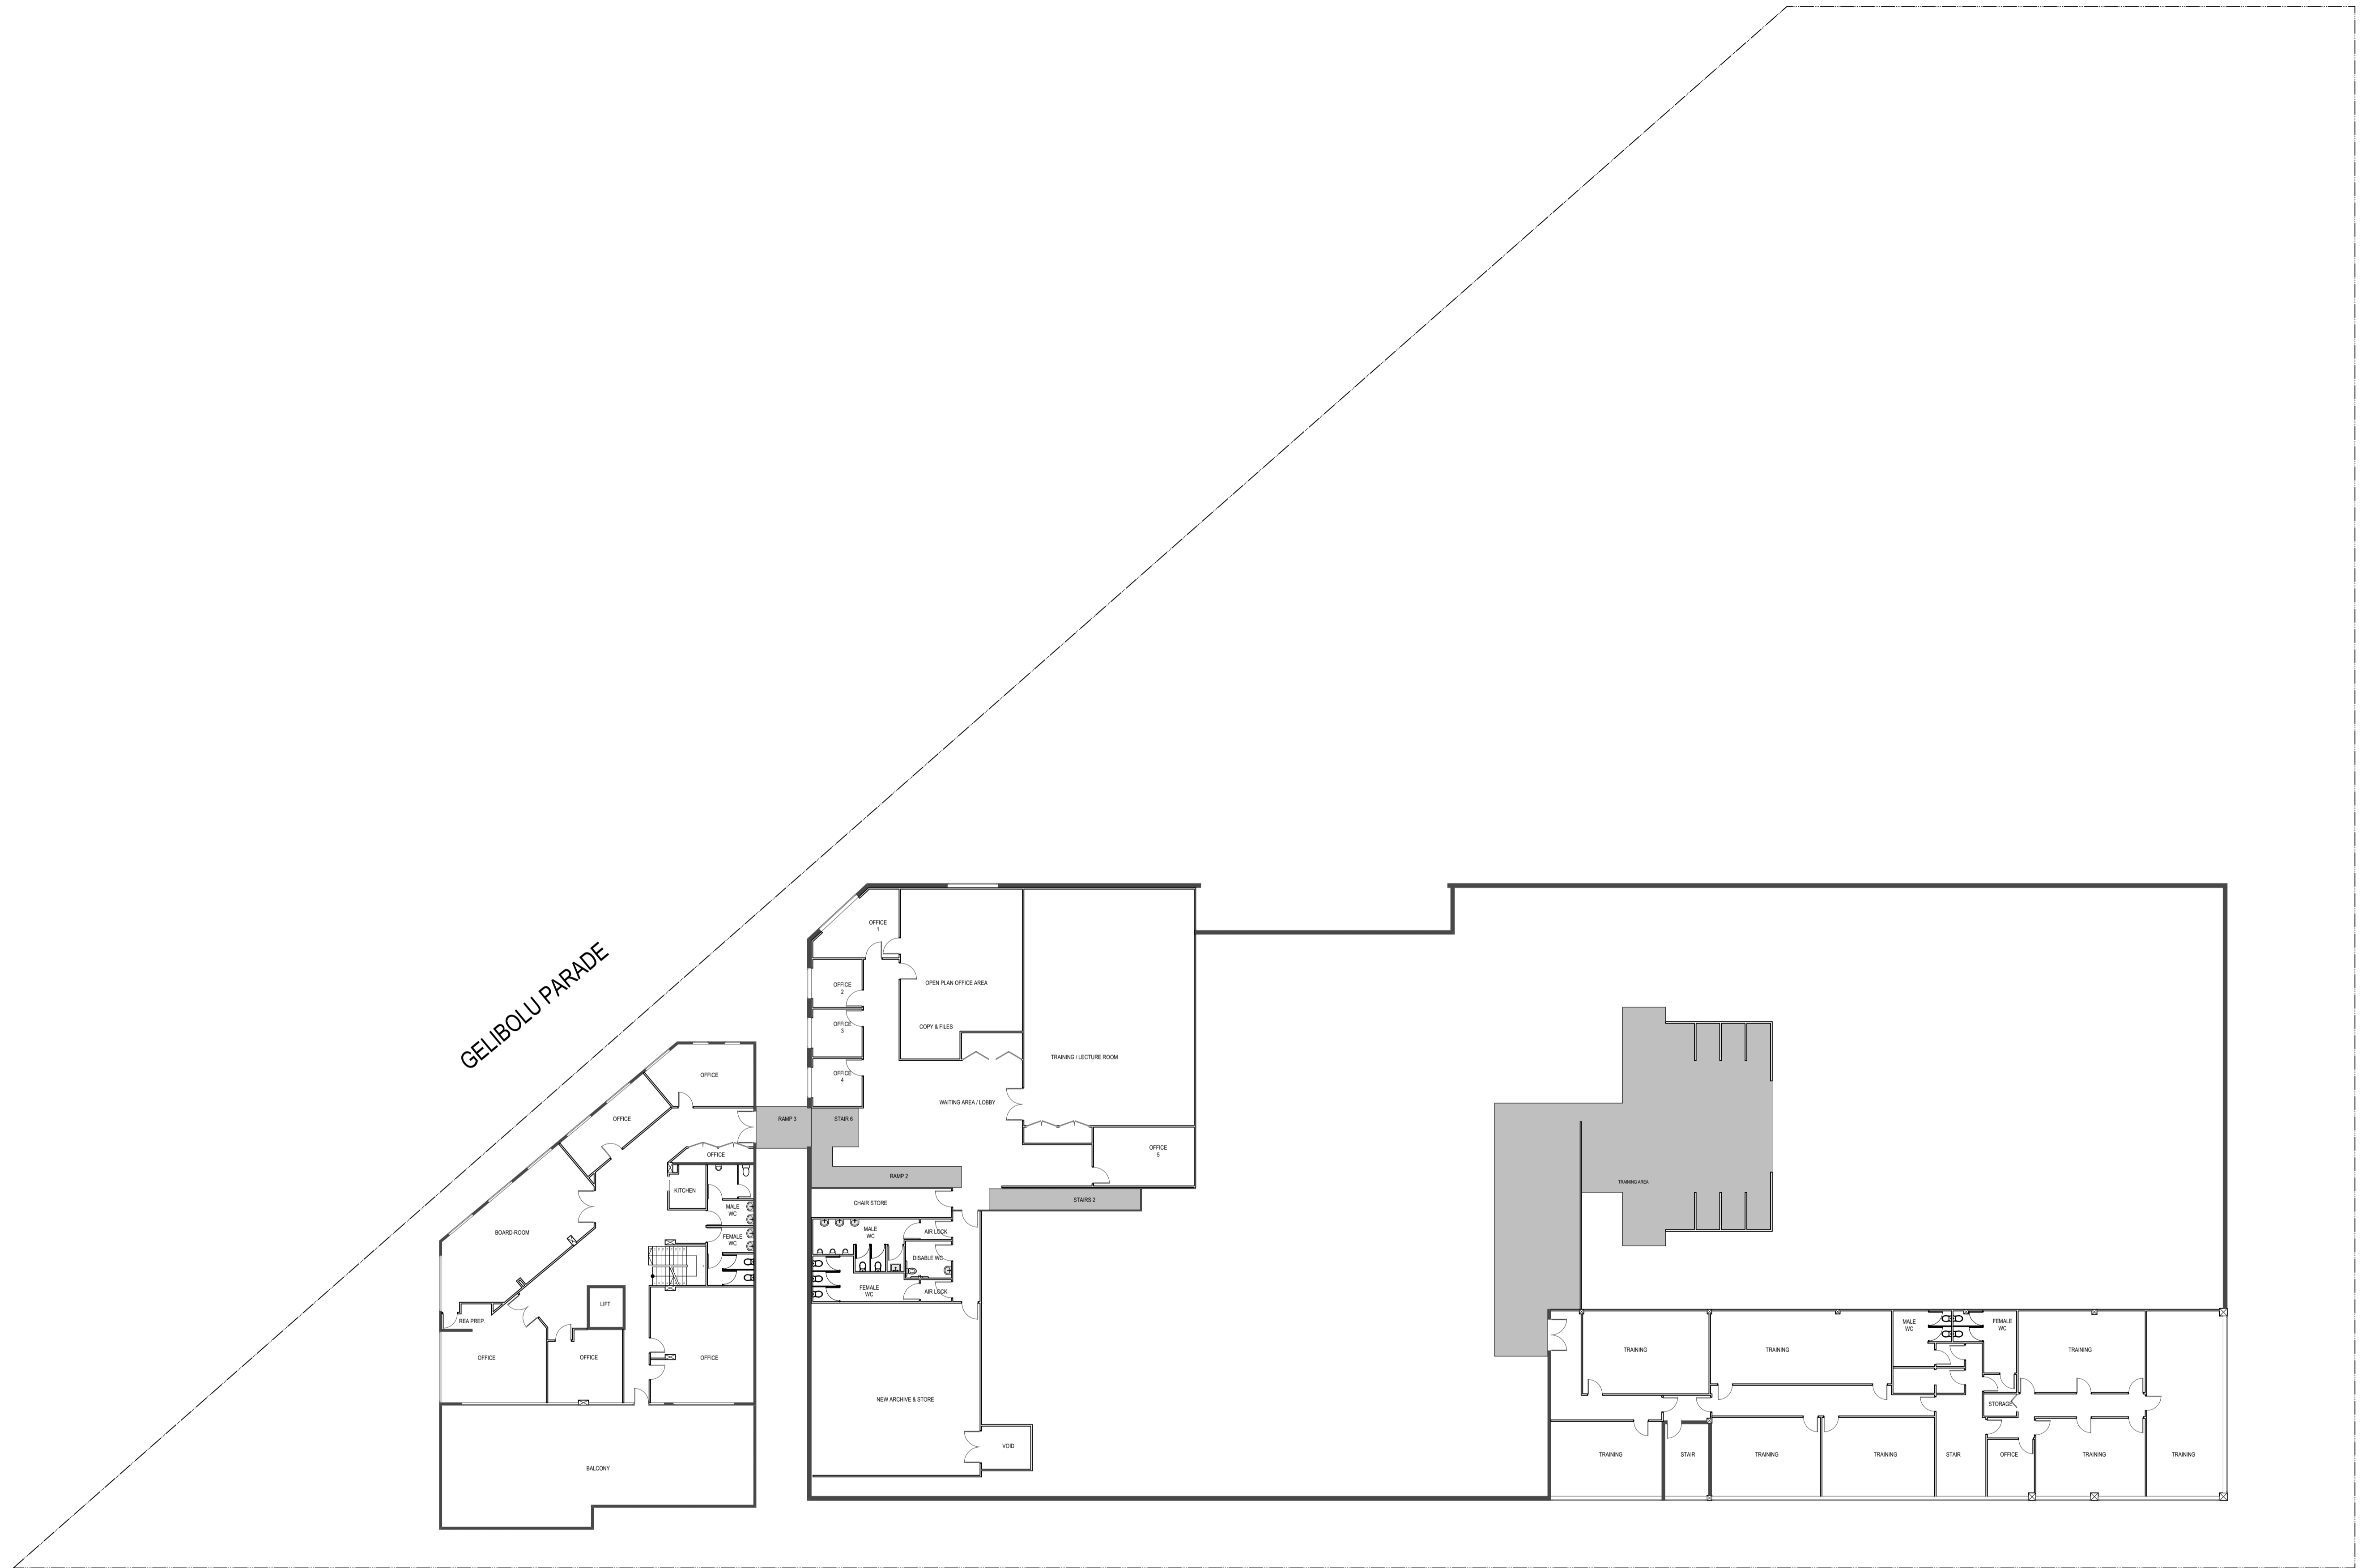 GELIBOLU PARADE
OFFICE
OFFICE
OFFICE
KITCHEN
MALE
WC
FEMALE
WC
BOARD-ROOM
LIFT
REA PREP.
OFFICE
OFFICE
OFFICE
BALCONY
RAMP 3
STAIR 6
OFFICE
1
OFFICE
2
OFFICE
3
OFFICE
4
OPEN PLAN OFFICE AREA
COPY & FILES
TRAINING / LECTURE ROOM
WAITING AREA / LOBBY
OFFICE
5
RAMP 2
STAIRS 2
CHAIR STORE
MALE
WC
AIR LOCK
DISABLE WC
FEMALE
WC
AIR LOCK
NEW ARCHIVE & STORE
VOID
TRAINING AREA
TRAINING
TRAINING
MALE
WC
FEMALE
WC
TRAINING
STORAGE
TRAINING
STAIR
TRAINING
TRAINING
STAIR
OFFICE
TRAINING
TRAINING